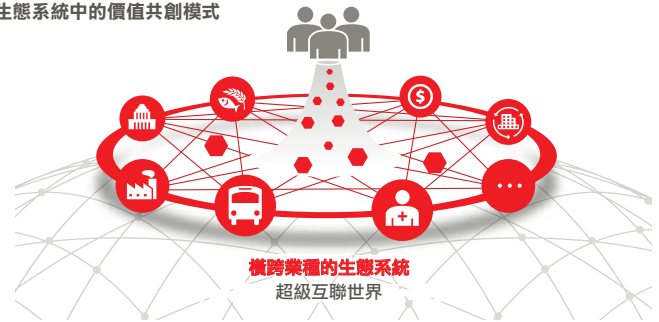 生態系統中的價值共創模式
$
橫跨業種的生態系統
超級互聯世界